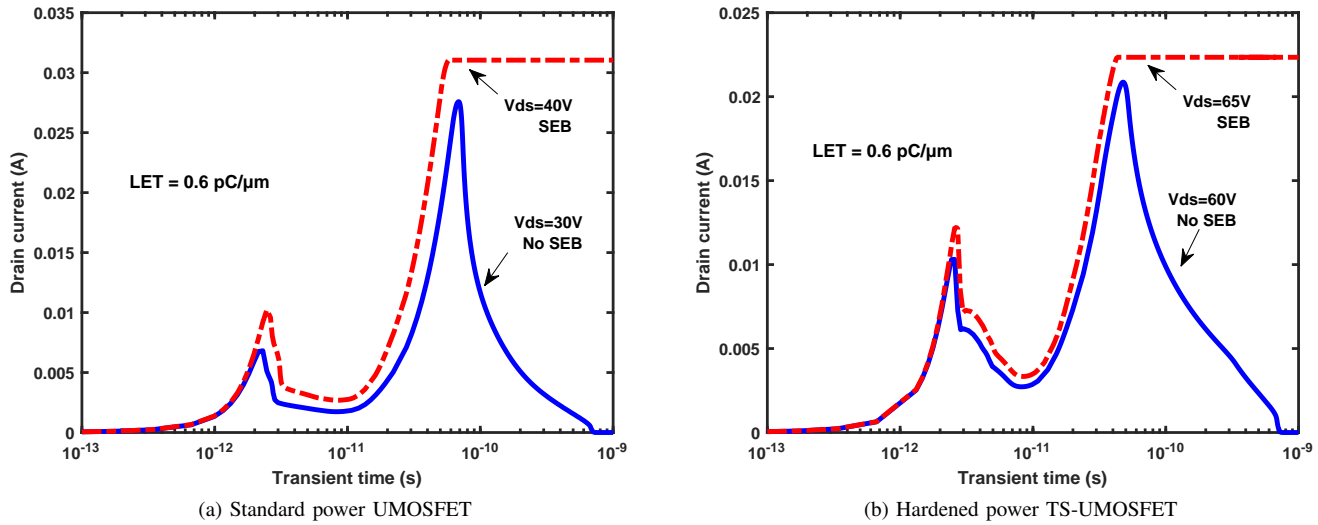 0.035
0.03
0.025
0.02
0.015
0.01
0.005
0
Drain current (A)
LET = 0.6 pC/µm
Vds=40V
SEB
Vds=30V
No SEB
10-13
10-12
10-11
10-10
10-9
Transient time (s)
(a) Standard power UMOSFET
0.025
0.02
0.015
0.01
0.005
0
Drain current (A)
LET = 0.6 pC/µm
Vds=65V
SEB
Vds=60V
No SEB
10-13
10-12
10-11
10-10
10-9
Transient time (s)
(b) Hardened power TS-UMOSFET